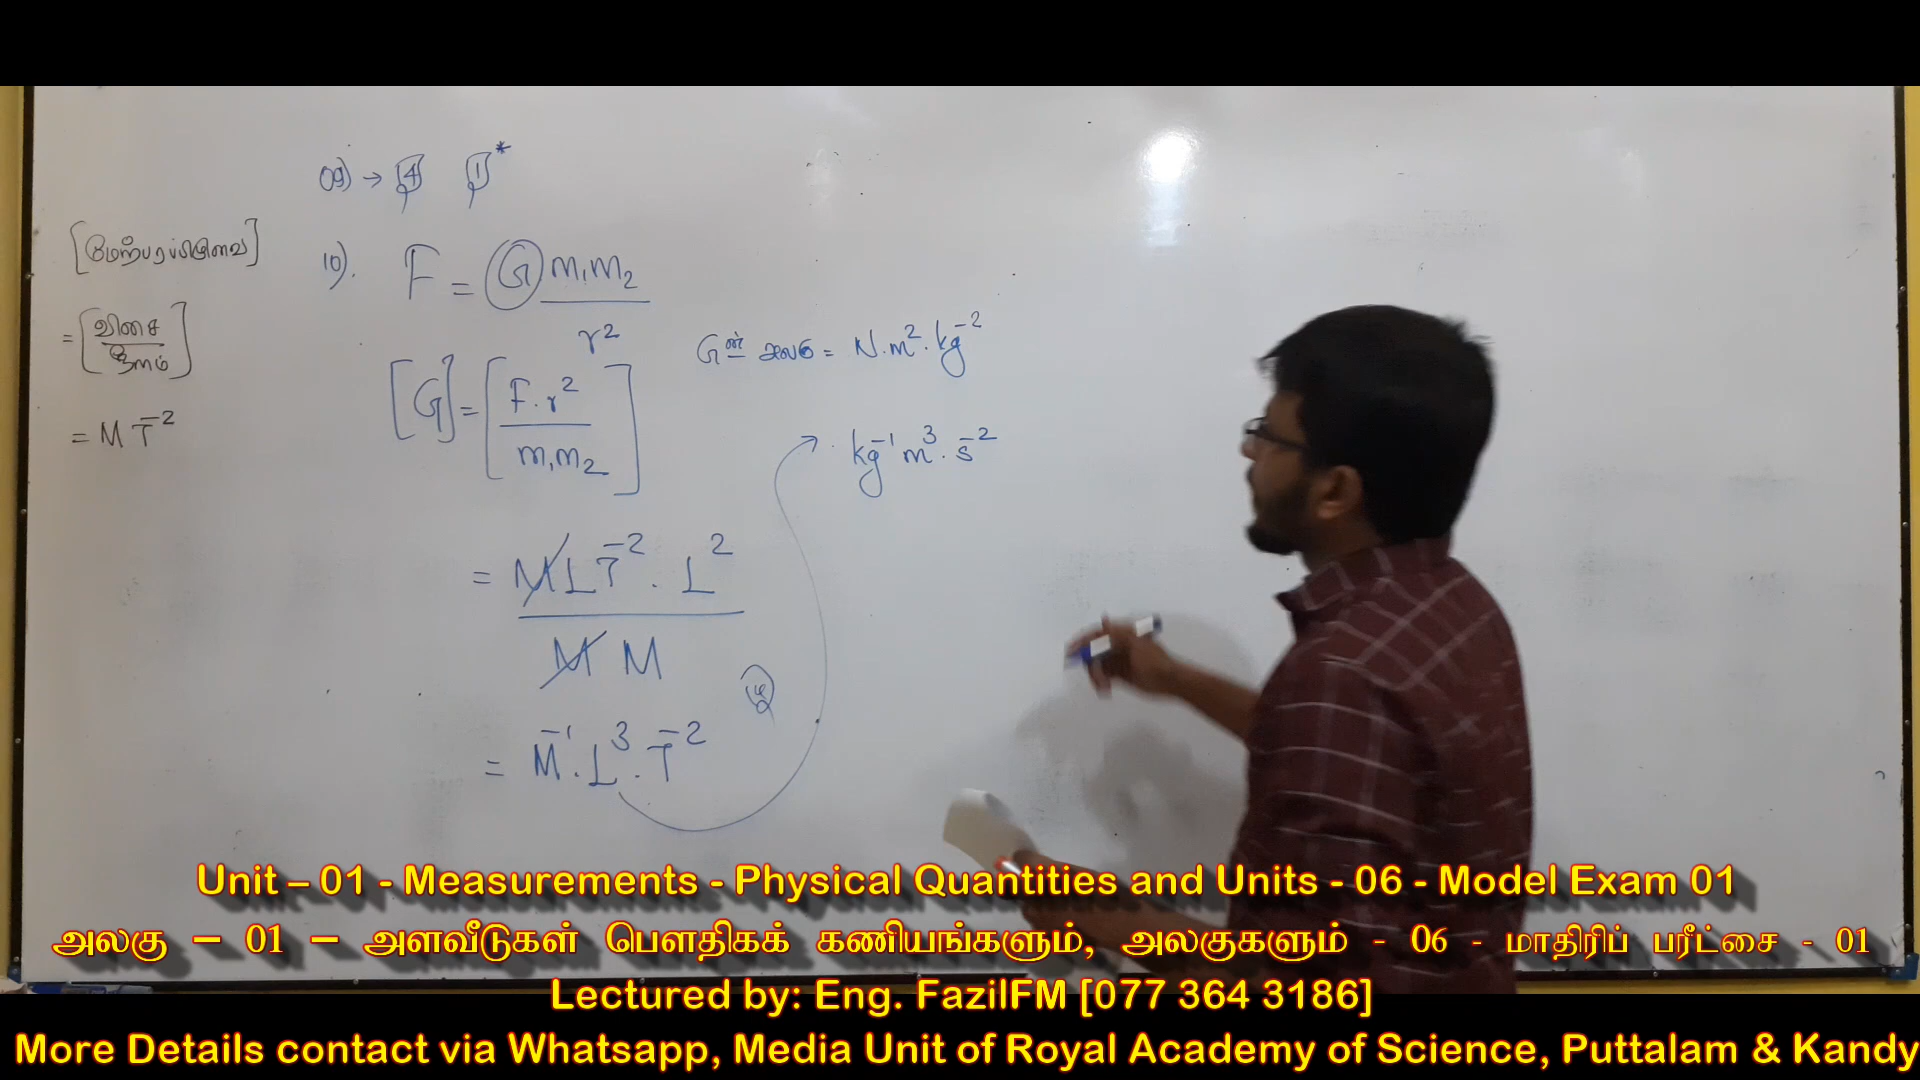 09) → 4 1*
[மேற்பரப்பிழுவை]
= [விசை / நீளம்]
= M T⁻²
10). F = G m₁m₂ / r²
[G] = [F.r² / m₁m₂]
= MLT⁻² . L² / M M
= M⁻¹ . L³ . T⁻²
G ன் அலகு = N.m².kg⁻²
kg⁻¹ m³ . s⁻²
Unit – 01 - Measurements - Physical Quantities and Units - 06 - Model Exam 01
அலகு – 01 – அளவீடுகள் பௌதிகக் கணியங்களும், அலகுகளும் - 06 - மாதிரிப் பரீட்சை - 01
Lectured by: Eng. FazilFM [077 364 3186]
More Details contact via Whatsapp, Media Unit of Royal Academy of Science, Puttalam & Kandy